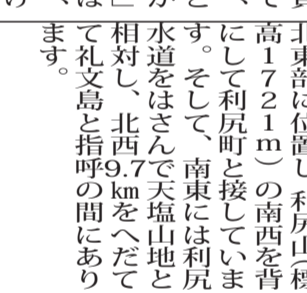 北東部に位置し、利尻山(標
高1721m)の南西を背
にして利尻町と接していま
す。そして、南東には利尻
水道をはさんで天塩山地と
相対し、北西9.7kmをへだて
て礼文島と指呼の間にあり
ます。